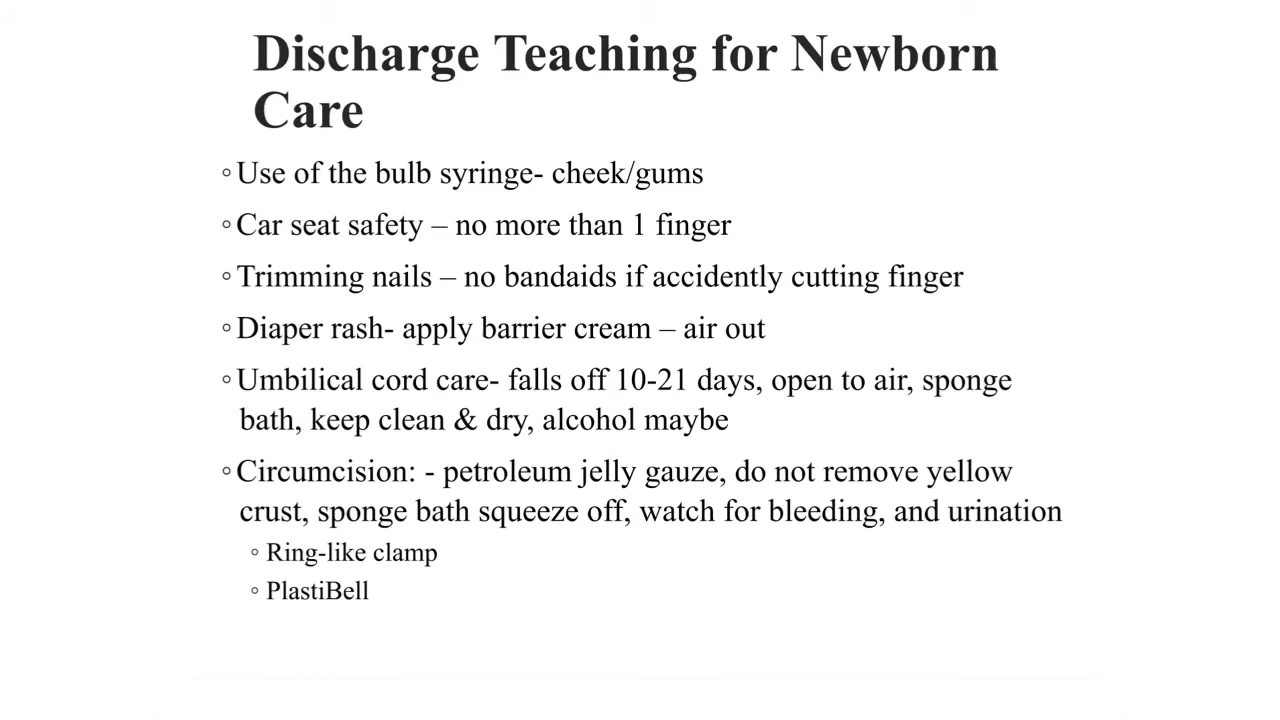 Discharge Teaching for Newborn
Care
◦Use of the bulb syringe- cheek/gums
◦Car seat safety – no more than 1 finger
◦Trimming nails – no bandaids if accidently cutting finger
◦Diaper rash- apply barrier cream – air out
◦Umbilical cord care- falls off 10-21 days, open to air, sponge
bath, keep clean & dry, alcohol maybe
◦Circumcision: - petroleum jelly gauze, do not remove yellow
crust, sponge bath squeeze off, watch for bleeding, and urination
◦ Ring-like clamp
◦ PlastiBell